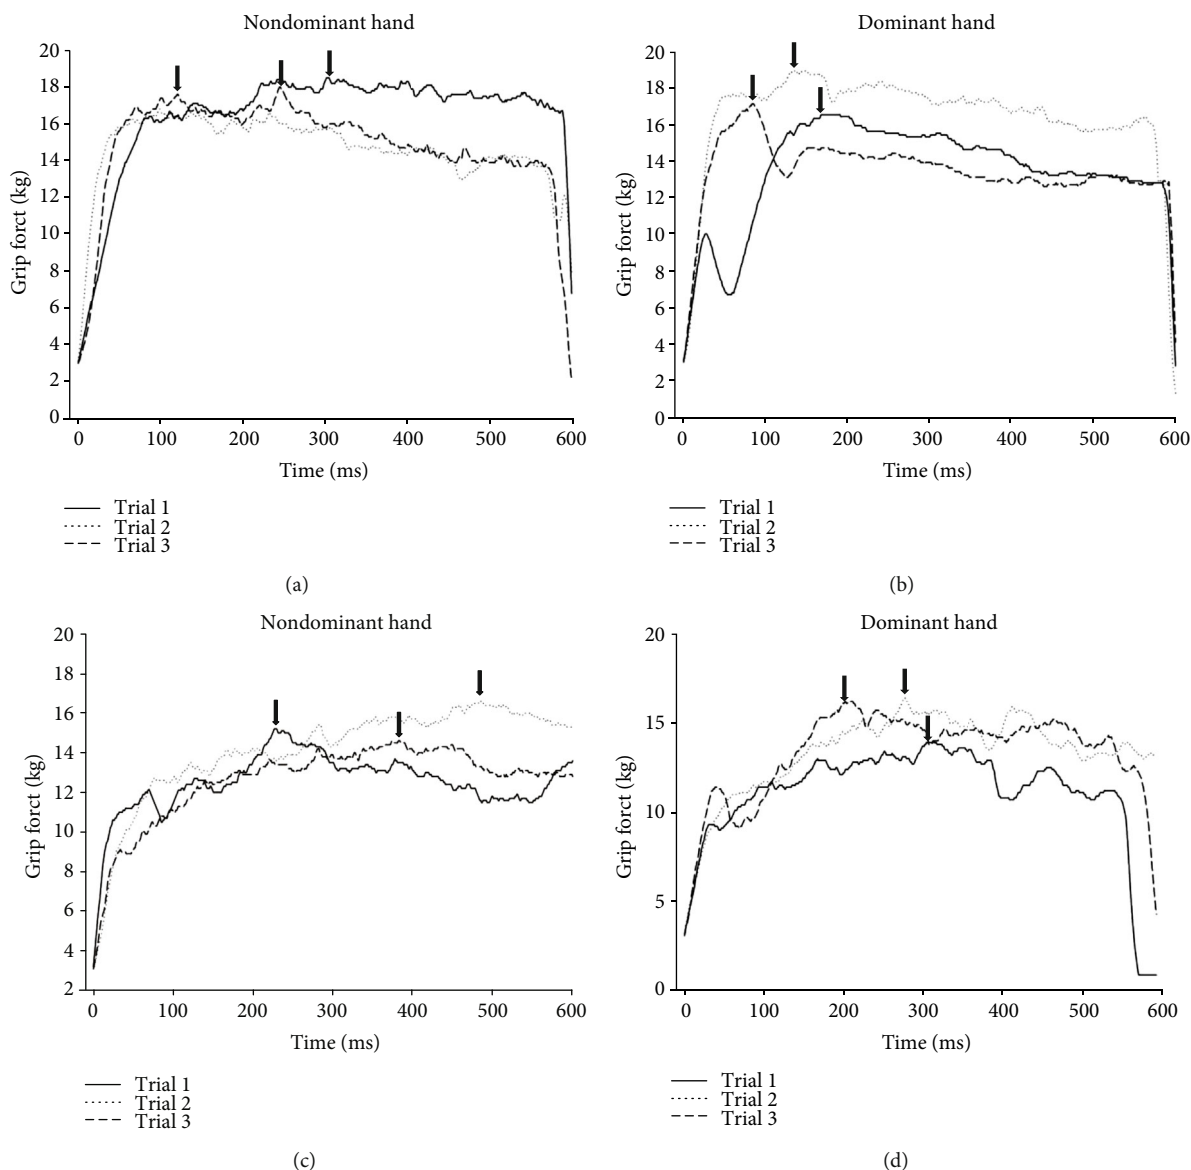 Nondominant hand
20
18
16
14
12
10
8
6
4
2
0
Grip forct (kg)
0 100 200 300 400 500 600
Time (ms)
Trial 1
Trial 2
Trial 3
(a)
Dominant hand
20
18
16
14
12
10
8
6
4
2
0
Grip forct (kg)
0 100 200 300 400 500 600
Time (ms)
Trial 1
Trial 2
Trial 3
(b)
Nondominant hand
20
18
16
14
12
10
8
6
4
2
Grip forct (kg)
0 100 200 300 400 500 600
Time (ms)
Trial 1
Trial 2
Trial 3
(c)
Dominant hand
20
15
10
5
0
Grip forct (kg)
0 100 200 300 400 500 600
Time (ms)
Trial 1
Trial 2
Trial 3
(d)